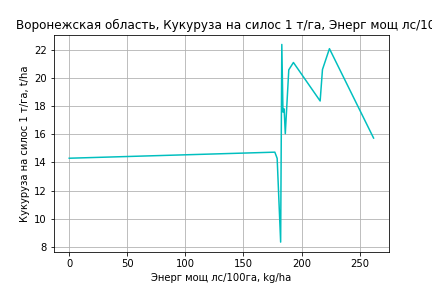 Воронежская область, Кукуруза на силос 1 т/га, Энерг мощ лс/10
Кукуруза на силос 1 т/га, t/ha
22
20
18
16
14
12
10
8
0 50 100 150 200 250
Энерг мощ лс/100га, kg/ha